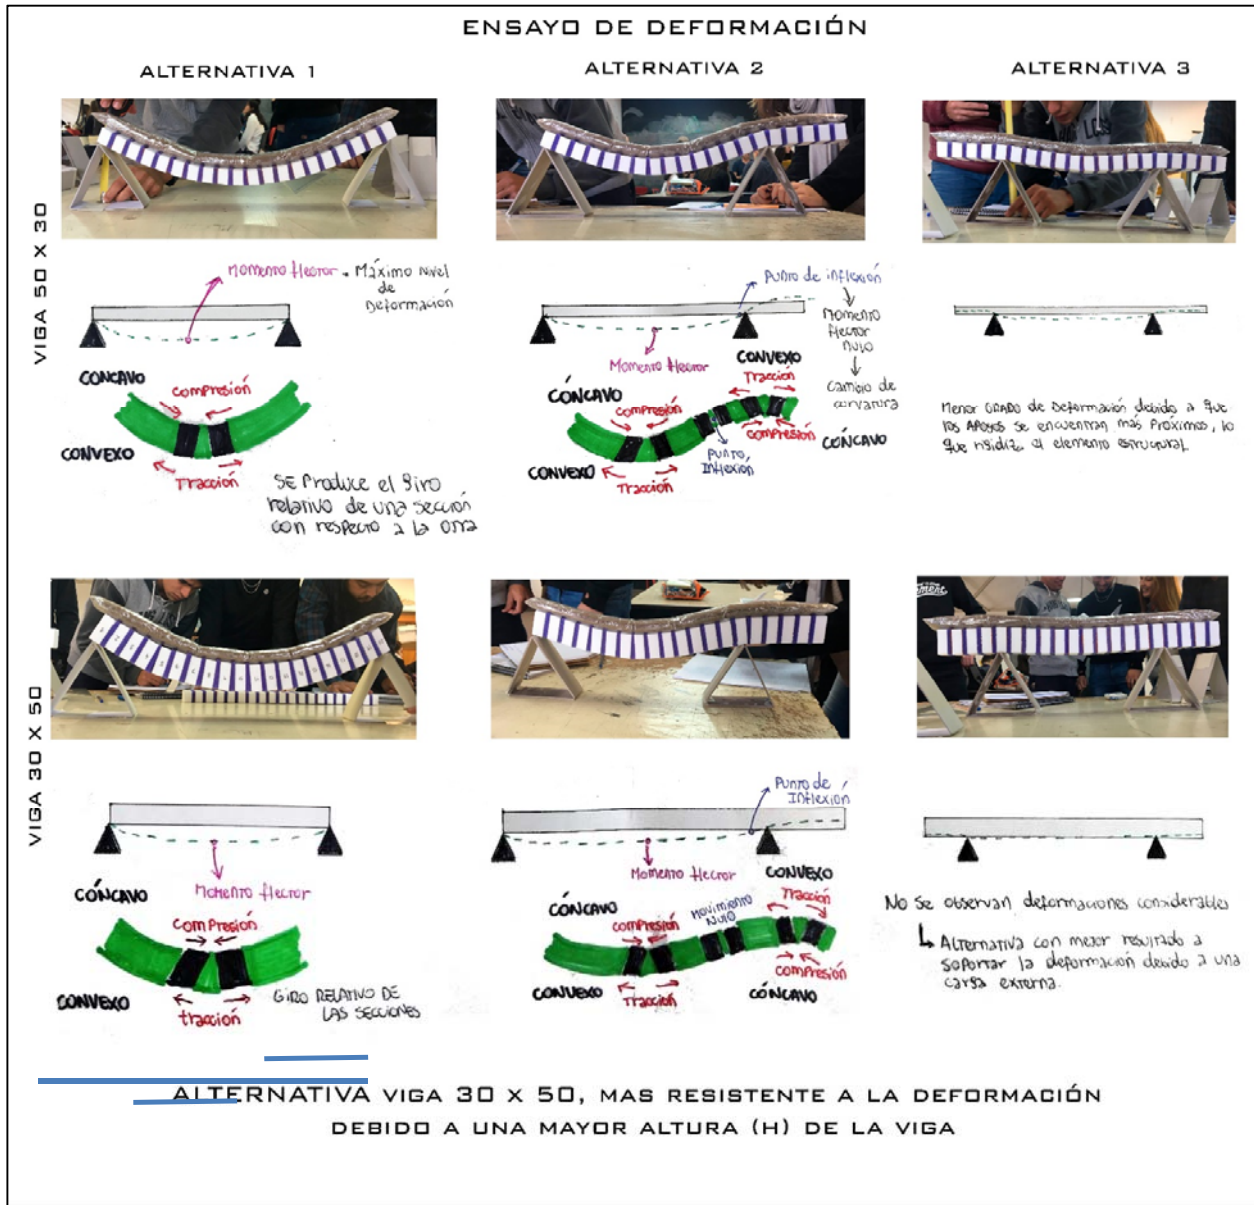 ENSAYO DE DEFORMACIÓN
ALTERNATIVA 1
ALTERNATIVA 2
ALTERNATIVA 3
VIGA 50 X 30
Momento flector . Máximo Nivel
de
Deformación
CÓNCAVO
Compresión
CONVEXO
Tracción
SE Produce el Giro
relativo de una sección
con respecto a la otra
Punto de inflexión
Momento
flector
Nulo
Cambio de
curvatura
Momento flector
CONVEXO
Tracción
CÓNCAVO
Compresión
Compresión
CÓNCAVO
CONVEXO
Punto,
Inflexión
Tracción
Menor GRADO de Deformación debido a que
los APoyos se encuentran más Próximos, lo
que rigidiza el elemento estructural.
VIGA 30 X 50
Momento flector
CÓNCAVO
compresión
CONVEXO
tracción
GIRO RELATIVO DE
LAS SECCIONES
Punto de
INflexión
Momento flector
CONVEXO
Tracción
CÓNCAVO
compresión
Movimiento
Nulo
CONVEXO
Tracción
compresión
CÓNCAVO
No Se observan deformaciones considerables
Alternativa con mejor resultado a
soportar la deformación debido a una
carga externa.
ALTERNATIVA VIGA 30 X 50, MAS RESISTENTE A LA DEFORMACIÓN
DEBIDO A UNA MAYOR ALTURA (H) DE LA VIGA